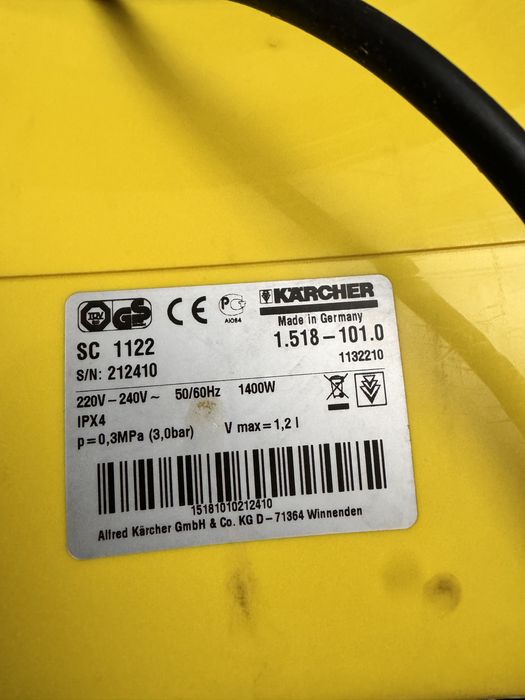 TÜV
GS
CE
AIO64
KÄRCHER
Made in Germany
SC 1122
1.518-101.0
S/N: 212410
1132210
220V-240V~ 50/60Hz 1400W
IPX4
p=0,3MPa (3,0bar) V max=1,2 l
15181010212410
Alfred Kärcher GmbH & Co. KG D-71364 Winnenden